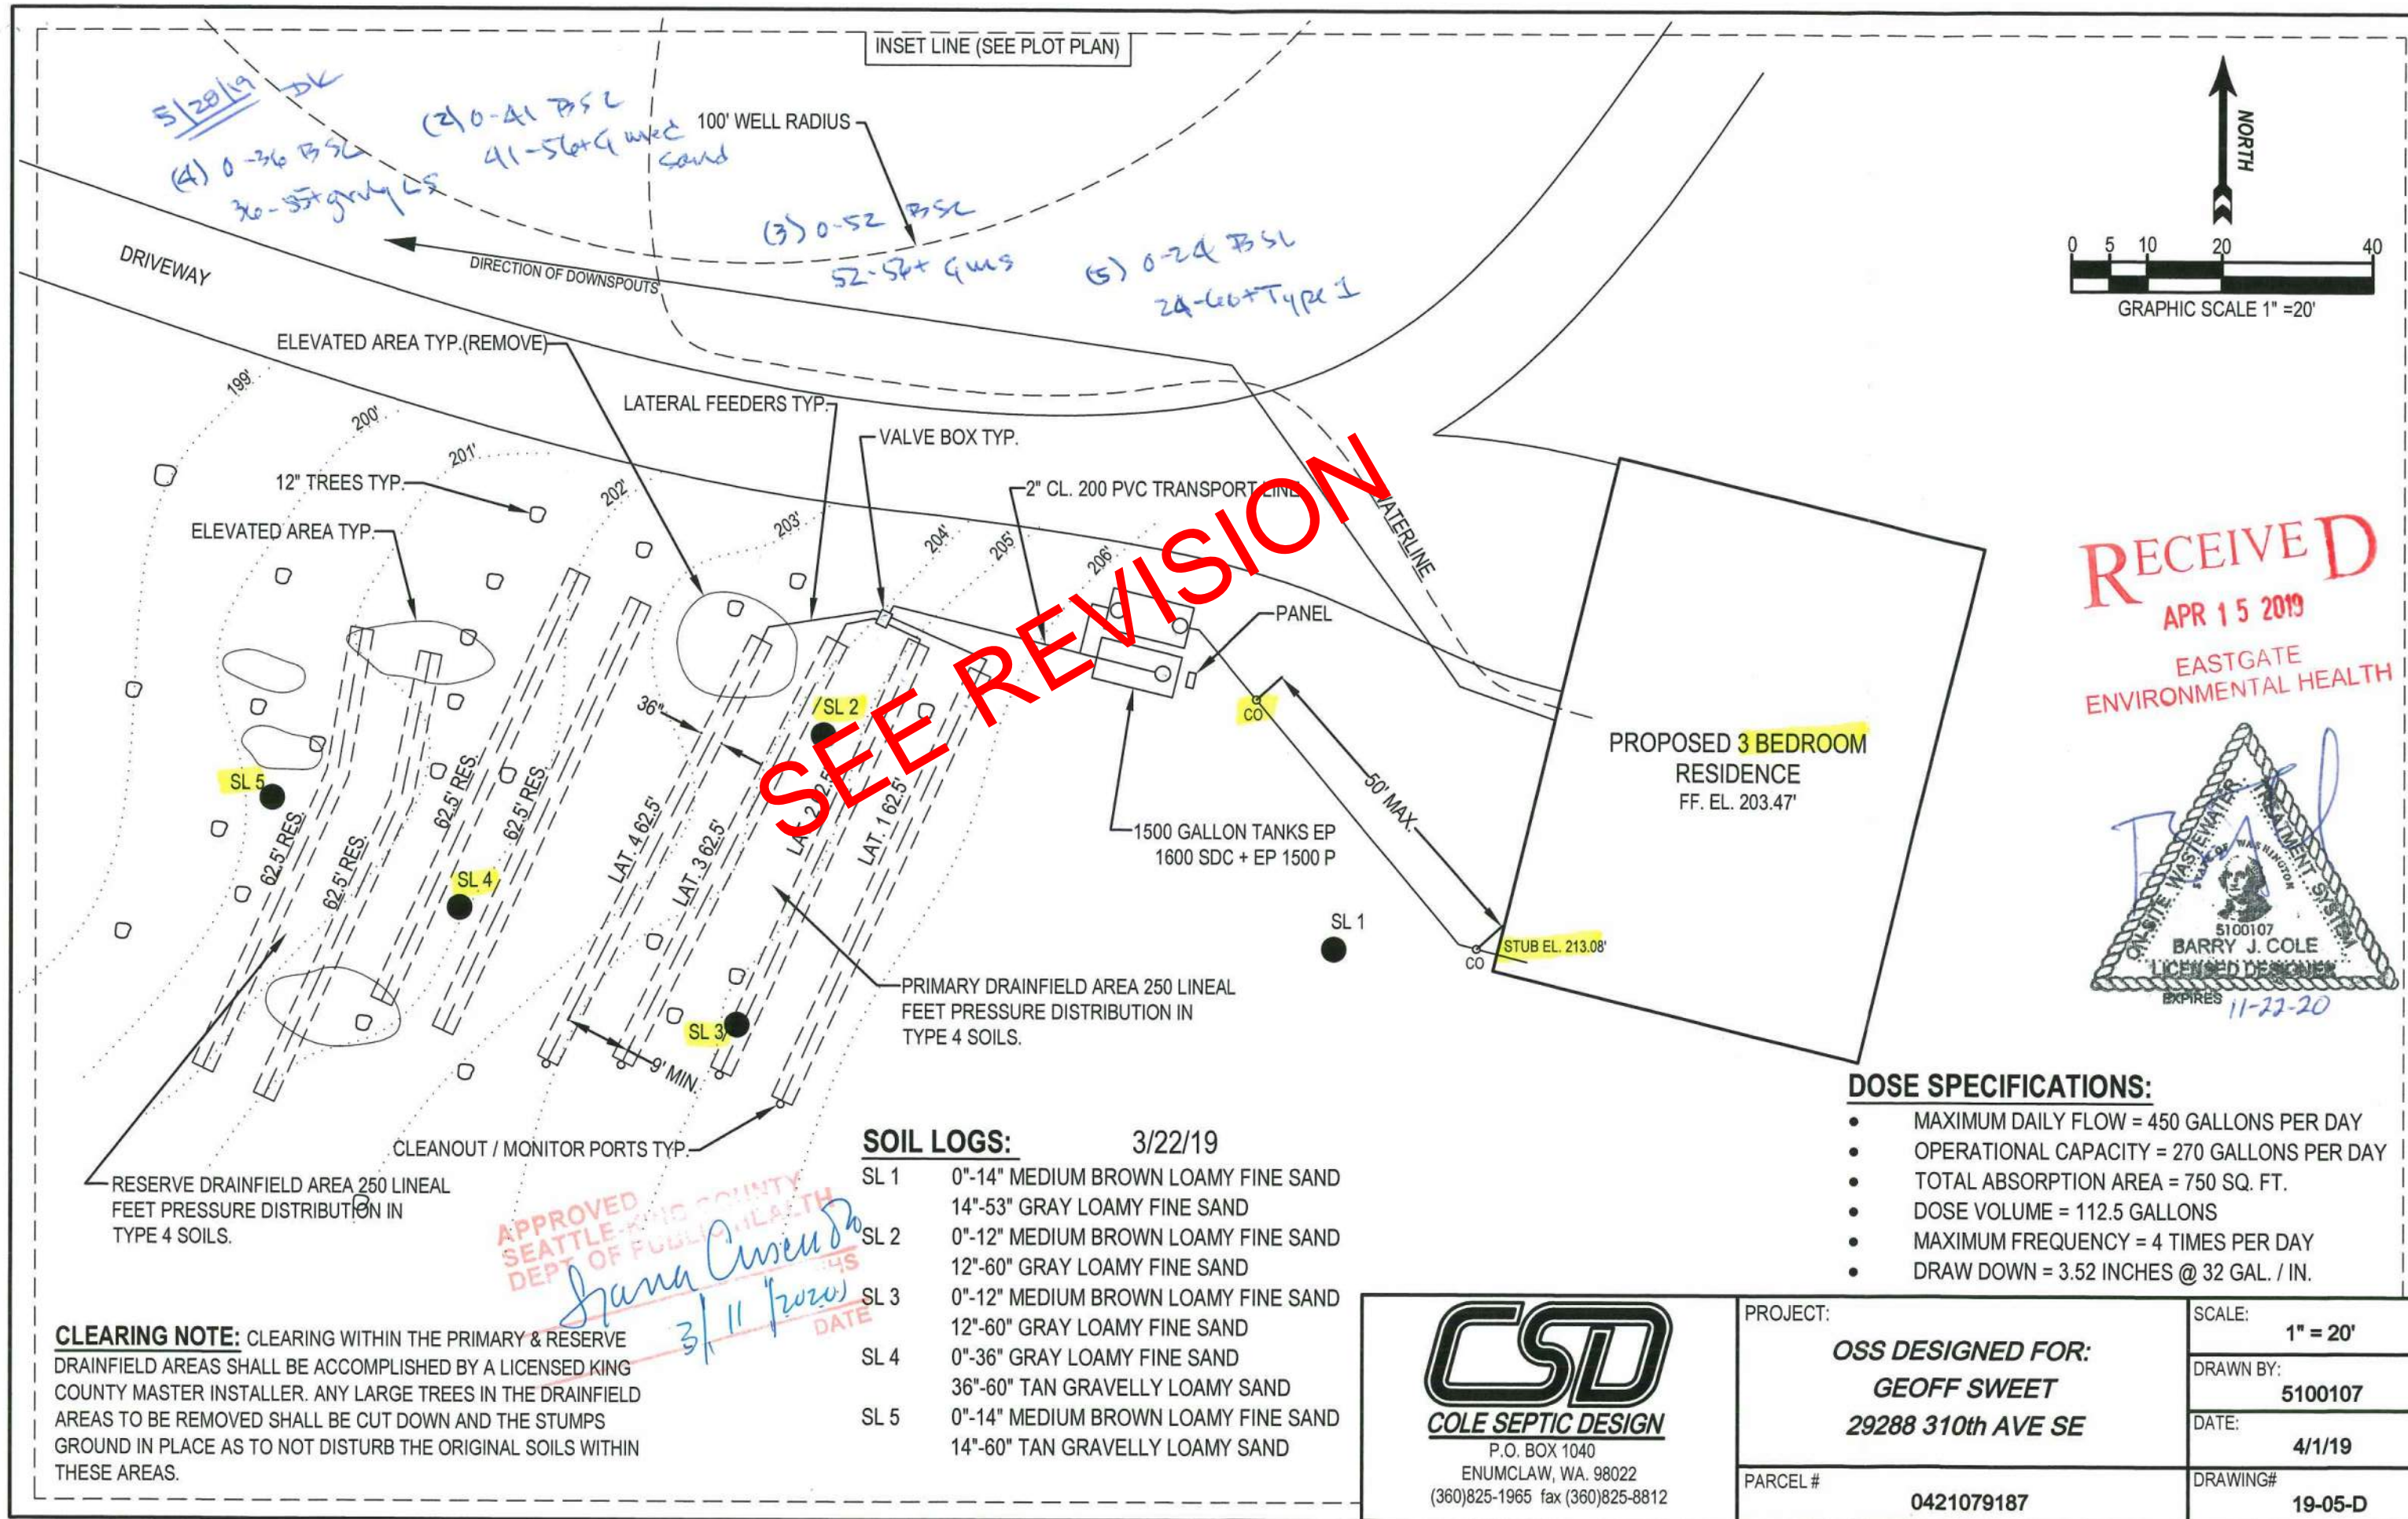 INSET LINE (SEE PLOT PLAN)
5/28/19 DK
(4) 0-36 BSL
36-55+ grvly LS
(2) 0-41 BSL
41-56+ G med
sand
100' WELL RADIUS
(3) 0-52 BSL
52-56+ GMS
(5) 0-24 BSL
24-60+ Type 1
NORTH
0 5 10 20 40
GRAPHIC SCALE 1" =20'
DRIVEWAY
DIRECTION OF DOWNSPOUTS
ELEVATED AREA TYP.(REMOVE)
199'
200'
201'
202'
203'
204'
205'
206'
LATERAL FEEDERS TYP.
VALVE BOX TYP.
12" TREES TYP.
2" CL. 200 PVC TRANSPORT LINE
WATERLINE
ELEVATED AREA TYP.
SEE REVISION
PANEL
RECEIVED
APR 15 2019
EASTGATE
ENVIRONMENTAL HEALTH
36"
SL 2
CO
SL 5
50' MAX.
PROPOSED 3 BEDROOM
RESIDENCE
FF. EL. 203.47'
62.5' RES.
62.5' RES.
62.5' RES.
62.5' RES.
LAT. 4 62.5'
LAT. 3 62.5'
LAT. 2 62.5'
LAT. 1 62.5'
1500 GALLON TANKS EP
1600 SDC + EP 1500 P
SL 4
SL 1
STUB EL. 213.08'
CO
SL 3
9' MIN.
PRIMARY DRAINFIELD AREA 250 LINEAL
FEET PRESSURE DISTRIBUTION IN
TYPE 4 SOILS.
ON-SITE WASTEWATER TREATMENT SYSTEM
STATE OF WASHINGTON
5100107
BARRY J. COLE
LICENSED DESIGNER
EXPIRES 11-22-20
CLEANOUT / MONITOR PORTS TYP.
RESERVE DRAINFIELD AREA 250 LINEAL
FEET PRESSURE DISTRIBUTION IN
TYPE 4 SOILS.
DOSE SPECIFICATIONS:
• MAXIMUM DAILY FLOW = 450 GALLONS PER DAY
• OPERATIONAL CAPACITY = 270 GALLONS PER DAY
• TOTAL ABSORPTION AREA = 750 SQ. FT.
• DOSE VOLUME = 112.5 GALLONS
• MAXIMUM FREQUENCY = 4 TIMES PER DAY
• DRAW DOWN = 3.52 INCHES @ 32 GAL. / IN.
SOIL LOGS: 3/22/19
SL 1 0"-14" MEDIUM BROWN LOAMY FINE SAND
14"-53" GRAY LOAMY FINE SAND
SL 2 0"-12" MEDIUM BROWN LOAMY FINE SAND
12"-60" GRAY LOAMY FINE SAND
SL 3 0"-12" MEDIUM BROWN LOAMY FINE SAND
12"-60" GRAY LOAMY FINE SAND
SL 4 0"-36" GRAY LOAMY FINE SAND
36"-60" TAN GRAVELLY LOAMY SAND
SL 5 0"-14" MEDIUM BROWN LOAMY FINE SAND
14"-60" TAN GRAVELLY LOAMY SAND
APPROVED
SEATTLE-KING COUNTY
DEPT. OF PUBLIC HEALTH
HS
3/11/2020
DATE
CLEARING NOTE: CLEARING WITHIN THE PRIMARY & RESERVE
DRAINFIELD AREAS SHALL BE ACCOMPLISHED BY A LICENSED KING
COUNTY MASTER INSTALLER. ANY LARGE TREES IN THE DRAINFIELD
AREAS TO BE REMOVED SHALL BE CUT DOWN AND THE STUMPS
GROUND IN PLACE AS TO NOT DISTURB THE ORIGINAL SOILS WITHIN
THESE AREAS.
CSD
COLE SEPTIC DESIGN
P.O. BOX 1040
ENUMCLAW, WA. 98022
(360)825-1965 fax (360)825-8812
PROJECT:
OSS DESIGNED FOR:
GEOFF SWEET
29288 310th AVE SE
PARCEL #
0421079187
SCALE:
1" = 20'
DRAWN BY:
5100107
DATE:
4/1/19
DRAWING#
19-05-D